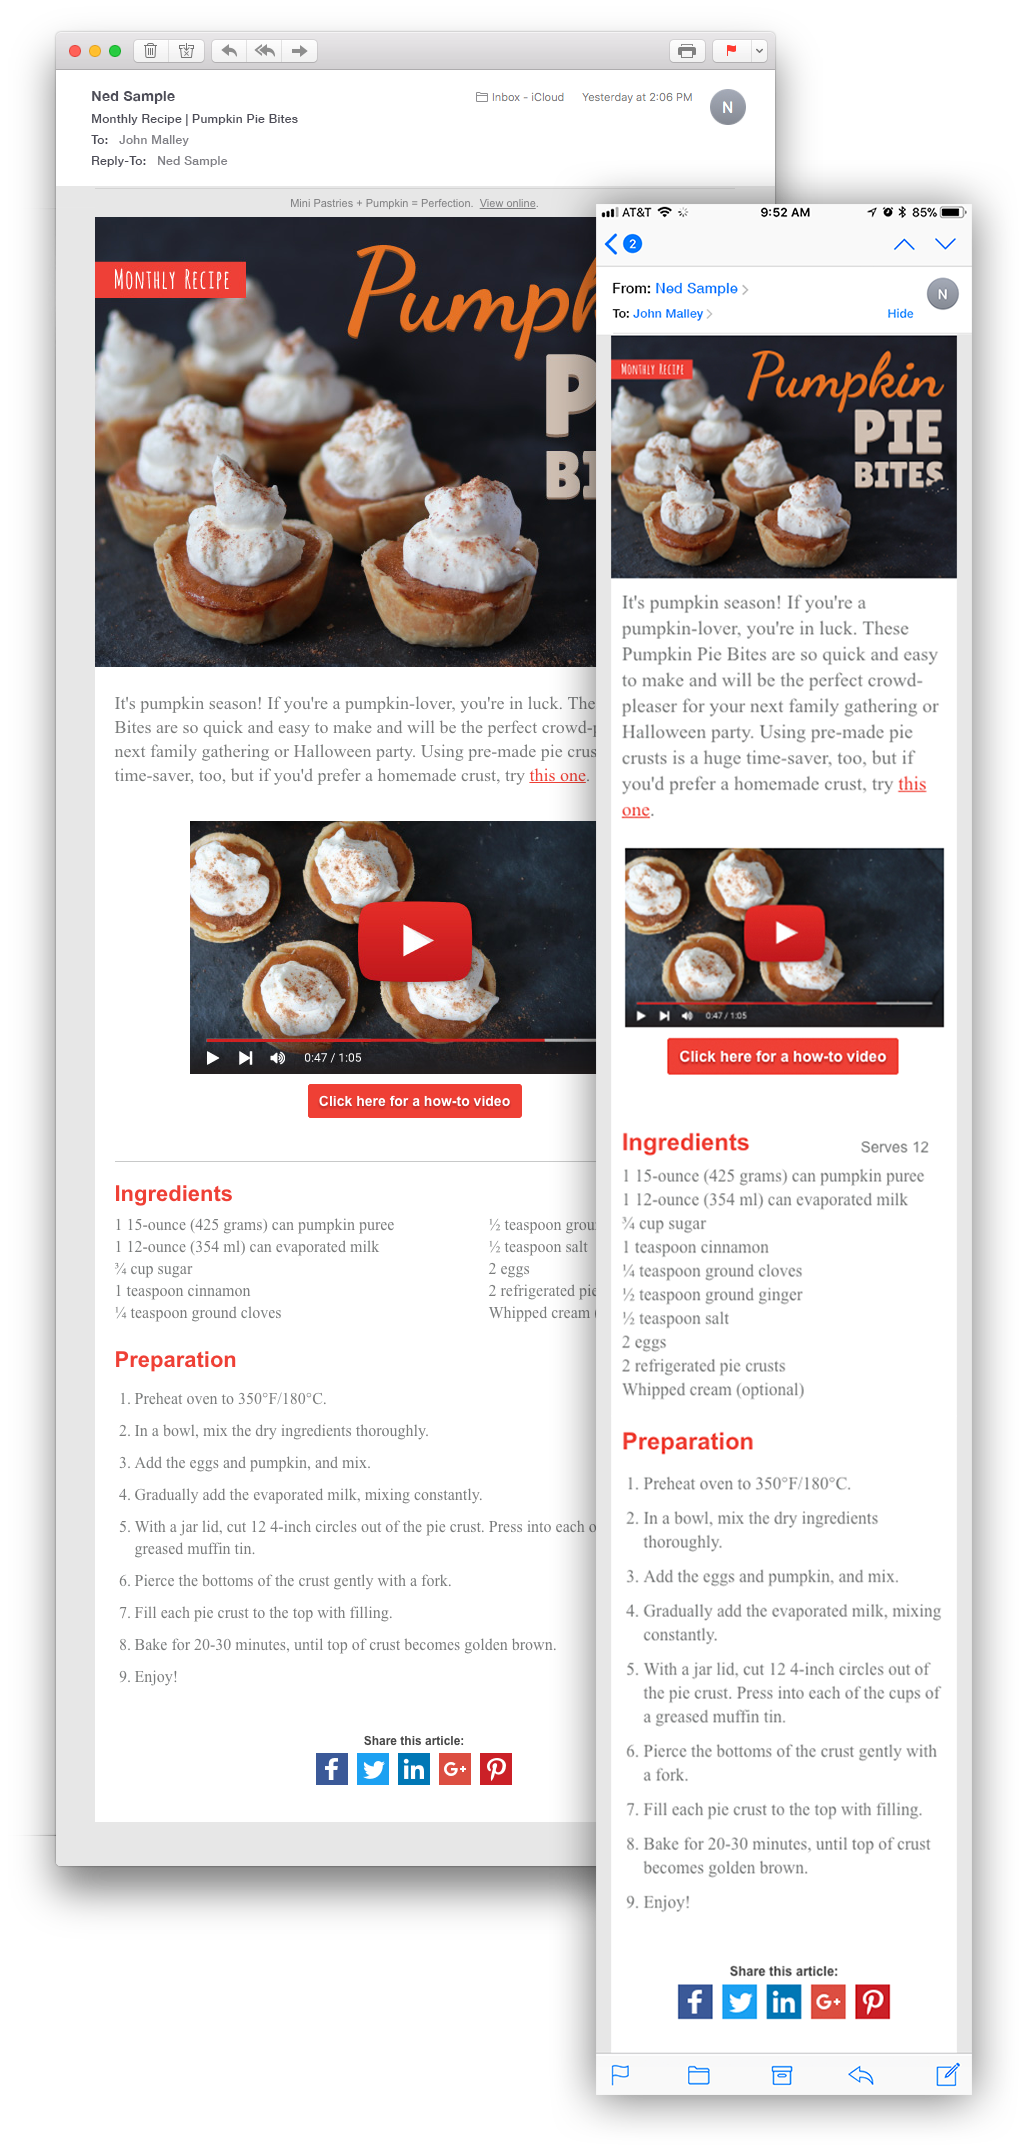 Ned Sample
Inbox - iCloud
Yesterday at 2:06 PM
N
Monthly Recipe | Pumpkin Pie Bites
To: John Malley
Reply-To: Ned Sample
Mini Pastries + Pumpkin = Perfection. View online.
MONTHLY RECIPE
Pumpk
P
BI
It's pumpkin season! If you're a pumpkin-lover, you're in luck. The
Bites are so quick and easy to make and will be the perfect crowd-p
next family gathering or Halloween party. Using pre-made pie crus
time-saver, too, but if you'd prefer a homemade crust, try this one.
0:47 / 1:05
Click here for a how-to video
Ingredients
1 15-ounce (425 grams) can pumpkin puree
1 12-ounce (354 ml) can evaporated milk
¾ cup sugar
1 teaspoon cinnamon
¼ teaspoon ground cloves
½ teaspoon grou
½ teaspoon salt
2 eggs
2 refrigerated pie
Whipped cream (
Preparation
1. Preheat oven to 350°F/180°C.
2. In a bowl, mix the dry ingredients thoroughly.
3. Add the eggs and pumpkin, and mix.
4. Gradually add the evaporated milk, mixing constantly.
5. With a jar lid, cut 12 4-inch circles out of the pie crust. Press into each o
greased muffin tin.
6. Pierce the bottoms of the crust gently with a fork.
7. Fill each pie crust to the top with filling.
8. Bake for 20-30 minutes, until top of crust becomes golden brown.
9. Enjoy!
Share this article:
f in G+
AT&T 9:52 AM 85%
2
From: Ned Sample
N
To: John Malley Hide
MONTHLY RECIPE
Pumpkin
PIE
BITES
It's pumpkin season! If you're a
pumpkin-lover, you're in luck. These
Pumpkin Pie Bites are so quick and easy
to make and will be the perfect crowd-
pleaser for your next family gathering or
Halloween party. Using pre-made pie
crusts is a huge time-saver, too, but if
you'd prefer a homemade crust, try this
one.
0:47 / 1:05
Click here for a how-to video
Ingredients Serves 12
1 15-ounce (425 grams) can pumpkin puree
1 12-ounce (354 ml) can evaporated milk
¾ cup sugar
1 teaspoon cinnamon
¼ teaspoon ground cloves
½ teaspoon ground ginger
½ teaspoon salt
2 eggs
2 refrigerated pie crusts
Whipped cream (optional)
Preparation
1. Preheat oven to 350°F/180°C.
2. In a bowl, mix the dry ingredients
thoroughly.
3. Add the eggs and pumpkin, and mix.
4. Gradually add the evaporated milk, mixing
constantly.
5. With a jar lid, cut 12 4-inch circles out of
the pie crust. Press into each of the cups of
a greased muffin tin.
6. Pierce the bottoms of the crust gently with
a fork.
7. Fill each pie crust to the top with filling.
8. Bake for 20-30 minutes, until top of crust
becomes golden brown.
9. Enjoy!
Share this article:
f in G+